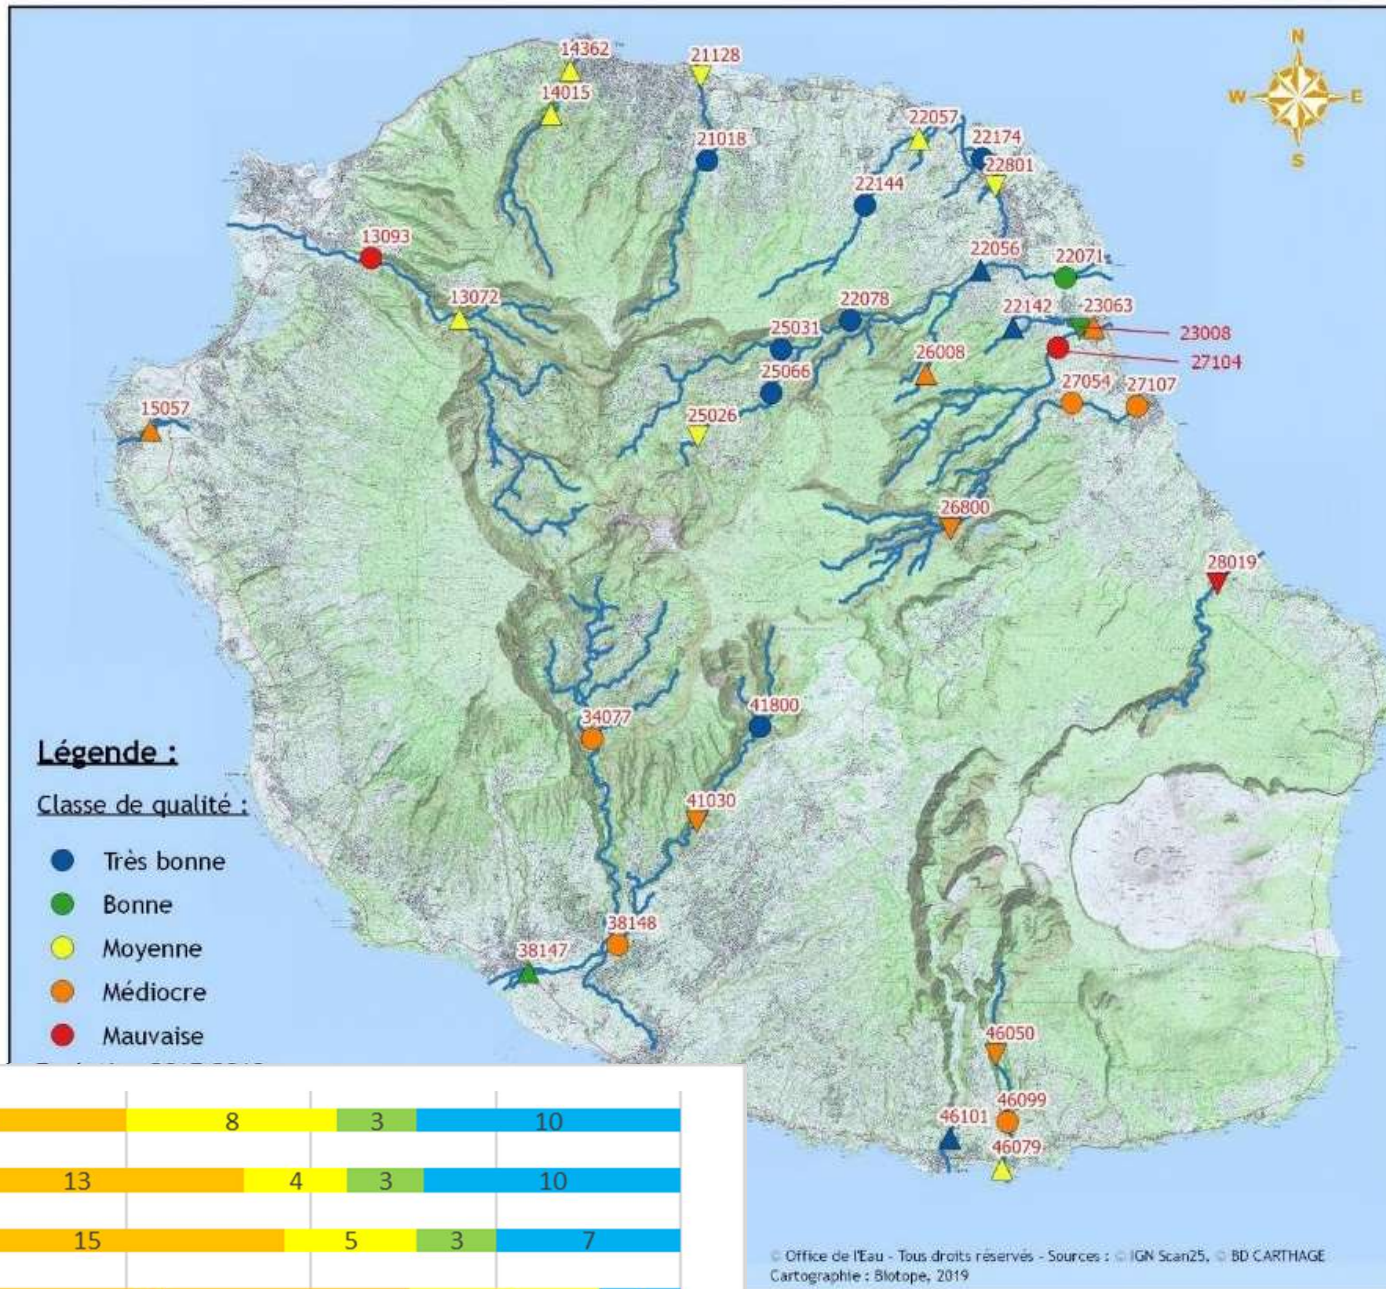 N
W E
S
14362
21128
14015
22057
21018
22174
22801
22144
13093
22056
22071
13072
22078
22142
23063
25031
23008
26008
27104
25066
27054
27107
15057
25026
26800
28019
34077
41800
41030
38148
38147
46050
46099
46101
46079
Légende :
Classe de qualité :
Très bonne
Bonne
Moyenne
Médiocre
Mauvaise
8 3 10
13 4 3 10
15 5 3 7
© Office de l'Eau - Tous droits réservés - Sources : © IGN Scan25, © BD CARTHAGE
Cartographie : Biotope, 2019